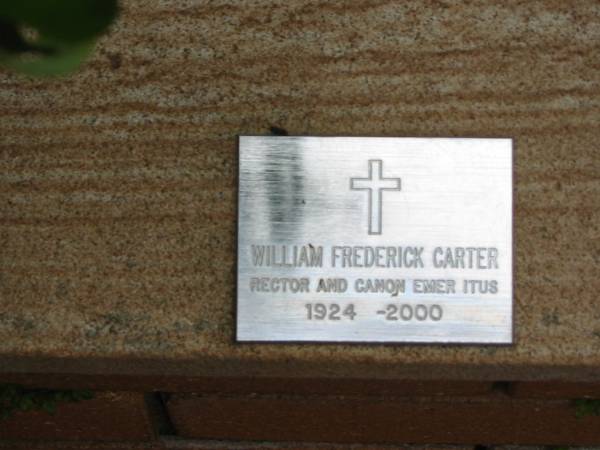 WILLIAM FREDERICK CARTER
RECTOR AND CANON EMER ITUS
1924 -2000